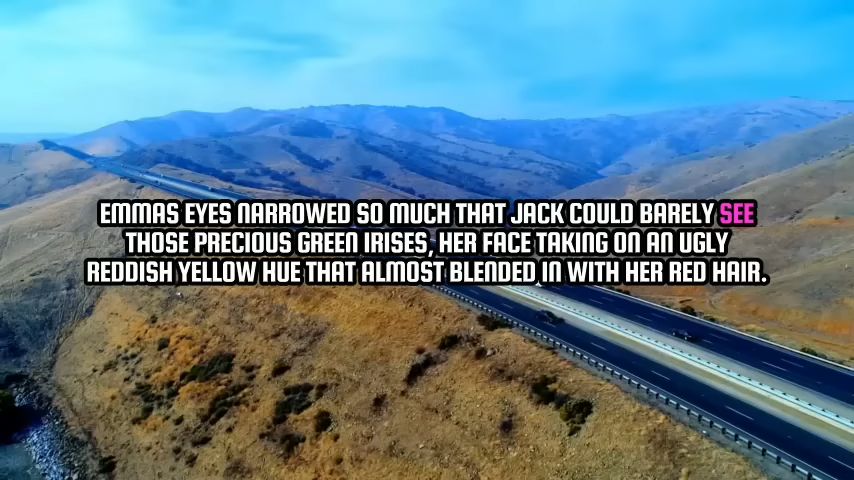 EMMAS EYES NARROWED SO MUCH THAT JACK COULD BARELY SEE
THOSE PRECIOUS GREEN IRISES, HER FACE TAKING ON AN UGLY
REDDISH YELLOW HUE THAT ALMOST BLENDED IN WITH HER RED HAIR.